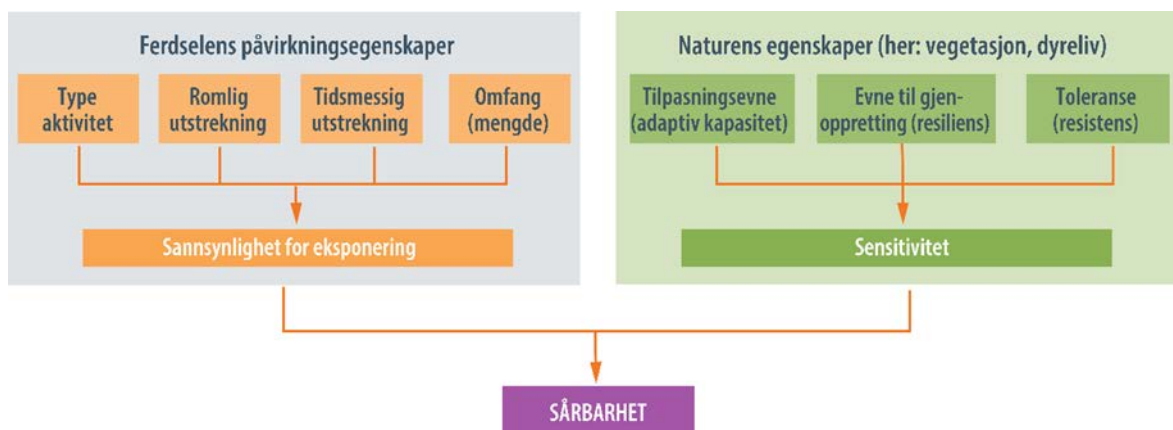 Ferdselens påvirkningsegenskaper
Type
aktivitet
Romlig
utstrekning
Tidsmessig
utstrekning
Omfang
(mengde)
Sannsynlighet for eksponering
Naturens egenskaper (her: vegetasjon, dyreliv)
Tilpasningsevne
(adaptiv kapasitet)
Evne til gjen-
oppretting (resiliens)
Toleranse
(resistens)
Sensitivitet
SÅRBARHET